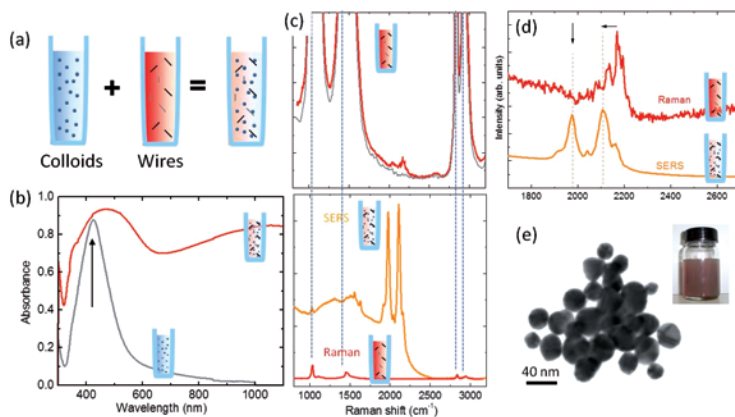 (a)
+
=
Colloids
Wires
(b)
Absorbance
1.0
0.8
0.6
0.4
0.2
0.0
400
600
800
1000
Wavelength (nm)
(c)
SERS
Raman
1000
1500
2000
2500
3000
Raman shift (cm⁻¹)
(d)
Intensity (arb. units)
Raman
SERS
1800
2000
2200
2400
2600
(e)
40 nm